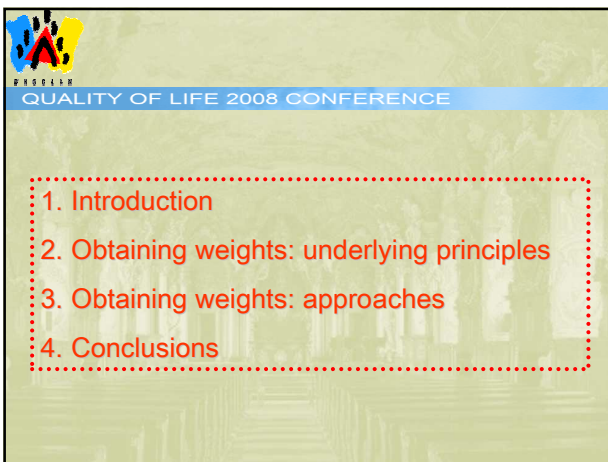 QUALITY OF LIFE 2008 CONFERENCE
1. Introduction
2. Obtaining weights: underlying principles
3. Obtaining weights: approaches
4. Conclusions